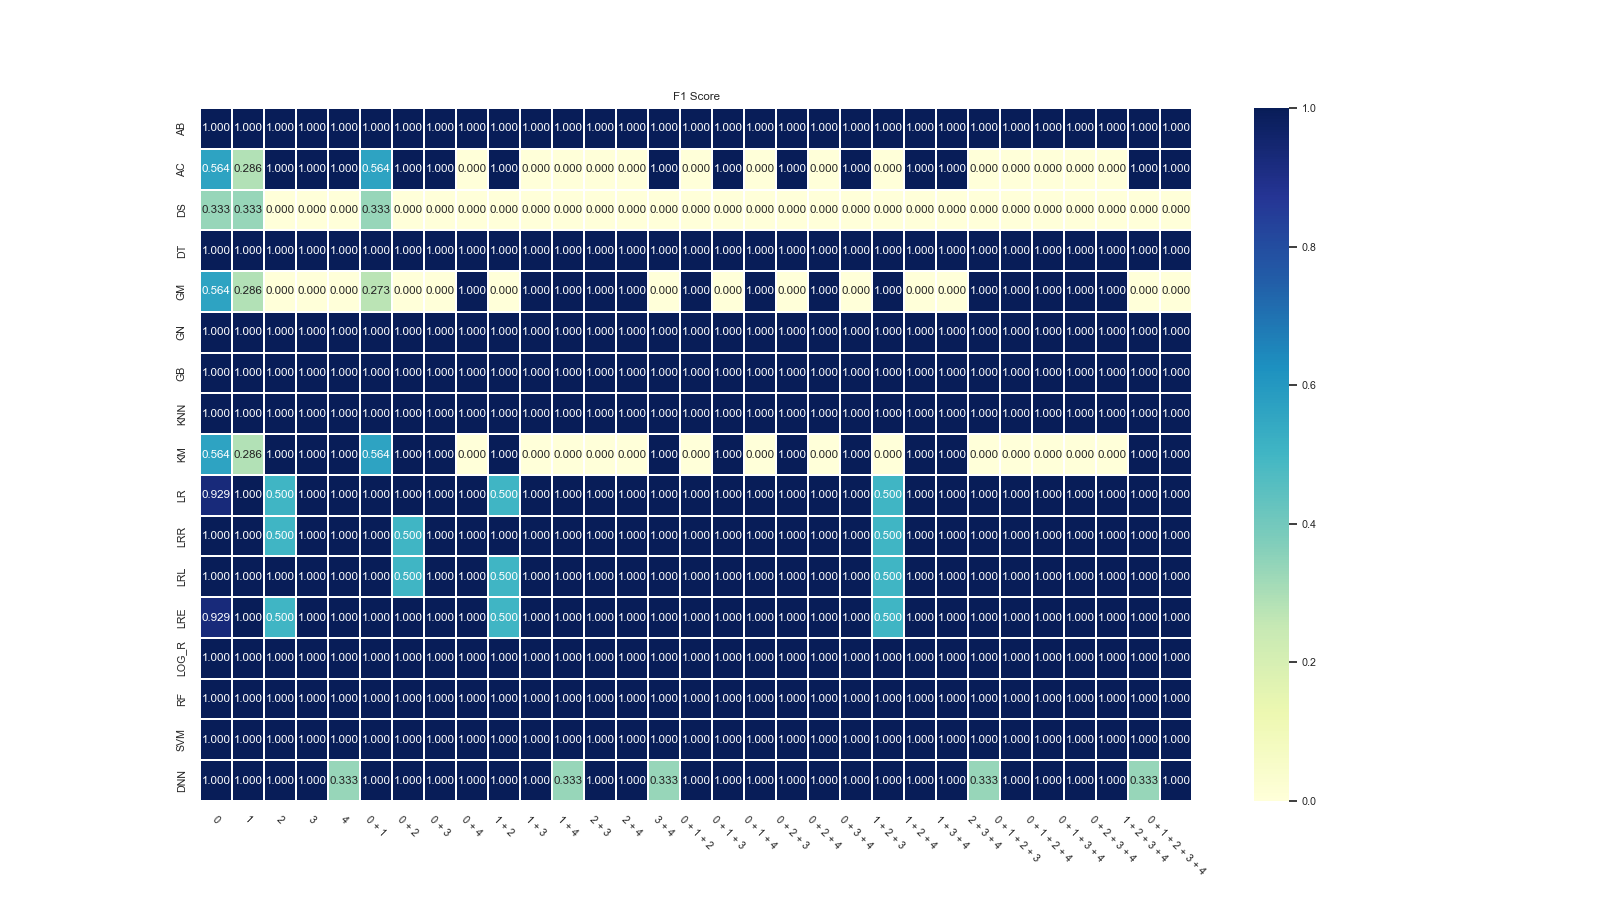 F1 Score
AB 1.000 1.000 1.000 1.000 1.000 1.000 1.000 1.000 1.000 1.000 1.000 1.000 1.000 1.000 1.000 1.000 1.000 1.000 1.000 1.000 1.000 1.000 1.000 1.000 1.000 1.000 1.000 1.000 1.000 1.000 1.000
AC 0.564 0.286 1.000 1.000 1.000 0.564 1.000 1.000 0.000 1.000 0.000 0.000 0.000 0.000 1.000 0.000 1.000 0.000 1.000 0.000 1.000 0.000 1.000 1.000 0.000 0.000 0.000 0.000 0.000 1.000 1.000
DS 0.333 0.333 0.000 0.000 0.000 0.333 0.000 0.000 0.000 0.000 0.000 0.000 0.000 0.000 0.000 0.000 0.000 0.000 0.000 0.000 0.000 0.000 0.000 0.000 0.000 0.000 0.000 0.000 0.000 0.000 0.000
DT 1.000 1.000 1.000 1.000 1.000 1.000 1.000 1.000 1.000 1.000 1.000 1.000 1.000 1.000 1.000 1.000 1.000 1.000 1.000 1.000 1.000 1.000 1.000 1.000 1.000 1.000 1.000 1.000 1.000 1.000 1.000
GM 0.564 0.286 0.000 0.000 0.000 0.273 0.000 0.000 1.000 0.000 1.000 1.000 1.000 1.000 0.000 1.000 0.000 1.000 0.000 1.000 0.000 1.000 0.000 0.000 1.000 1.000 1.000 1.000 1.000 0.000 0.000
GN 1.000 1.000 1.000 1.000 1.000 1.000 1.000 1.000 1.000 1.000 1.000 1.000 1.000 1.000 1.000 1.000 1.000 1.000 1.000 1.000 1.000 1.000 1.000 1.000 1.000 1.000 1.000 1.000 1.000 1.000 1.000
GB 1.000 1.000 1.000 1.000 1.000 1.000 1.000 1.000 1.000 1.000 1.000 1.000 1.000 1.000 1.000 1.000 1.000 1.000 1.000 1.000 1.000 1.000 1.000 1.000 1.000 1.000 1.000 1.000 1.000 1.000 1.000
KNN 1.000 1.000 1.000 1.000 1.000 1.000 1.000 1.000 1.000 1.000 1.000 1.000 1.000 1.000 1.000 1.000 1.000 1.000 1.000 1.000 1.000 1.000 1.000 1.000 1.000 1.000 1.000 1.000 1.000 1.000 1.000
KM 0.564 0.286 1.000 1.000 1.000 0.564 1.000 1.000 0.000 1.000 0.000 0.000 0.000 0.000 1.000 0.000 1.000 0.000 1.000 0.000 1.000 0.000 1.000 1.000 0.000 0.000 0.000 0.000 0.000 1.000 1.000
LR 0.929 1.000 0.500 1.000 1.000 1.000 1.000 1.000 1.000 0.500 1.000 1.000 1.000 1.000 1.000 1.000 1.000 1.000 1.000 1.000 1.000 0.500 1.000 1.000 1.000 1.000 1.000 1.000 1.000 1.000 1.000
LRR 1.000 1.000 0.500 1.000 1.000 1.000 0.500 1.000 1.000 1.000 1.000 1.000 1.000 1.000 1.000 1.000 1.000 1.000 1.000 1.000 1.000 0.500 1.000 1.000 1.000 1.000 1.000 1.000 1.000 1.000 1.000
LRL 1.000 1.000 1.000 1.000 1.000 1.000 0.500 1.000 1.000 0.500 1.000 1.000 1.000 1.000 1.000 1.000 1.000 1.000 1.000 1.000 1.000 0.500 1.000 1.000 1.000 1.000 1.000 1.000 1.000 1.000 1.000
LRE 0.929 1.000 0.500 1.000 1.000 1.000 1.000 1.000 1.000 0.500 1.000 1.000 1.000 1.000 1.000 1.000 1.000 1.000 1.000 1.000 1.000 0.500 1.000 1.000 1.000 1.000 1.000 1.000 1.000 1.000 1.000
LOG_R 1.000 1.000 1.000 1.000 1.000 1.000 1.000 1.000 1.000 1.000 1.000 1.000 1.000 1.000 1.000 1.000 1.000 1.000 1.000 1.000 1.000 1.000 1.000 1.000 1.000 1.000 1.000 1.000 1.000 1.000 1.000
RF 1.000 1.000 1.000 1.000 1.000 1.000 1.000 1.000 1.000 1.000 1.000 1.000 1.000 1.000 1.000 1.000 1.000 1.000 1.000 1.000 1.000 1.000 1.000 1.000 1.000 1.000 1.000 1.000 1.000 1.000 1.000
SVM 1.000 1.000 1.000 1.000 1.000 1.000 1.000 1.000 1.000 1.000 1.000 1.000 1.000 1.000 1.000 1.000 1.000 1.000 1.000 1.000 1.000 1.000 1.000 1.000 1.000 1.000 1.000 1.000 1.000 1.000 1.000
DNN 1.000 1.000 1.000 1.000 0.333 1.000 1.000 1.000 1.000 1.000 1.000 0.333 1.000 1.000 0.333 1.000 1.000 1.000 1.000 1.000 1.000 1.000 1.000 1.000 0.333 1.000 1.000 1.000 1.000 0.333 1.000
0
1
2
3
4
0 + 1
0 + 2
0 + 3
0 + 4
1 + 2
1 + 3
1 + 4
2 + 3
2 + 4
3 + 4
0 + 1 + 2
0 + 1 + 3
0 + 1 + 4
0 + 2 + 3
0 + 2 + 4
0 + 3 + 4
1 + 2 + 3
1 + 2 + 4
1 + 3 + 4
2 + 3 + 4
0 + 1 + 2 + 3
0 + 1 + 2 + 4
0 + 1 + 3 + 4
0 + 2 + 3 + 4
1 + 2 + 3 + 4
0 + 1 + 2 + 3 + 4
1.0
0.8
0.6
0.4
0.2
0.0